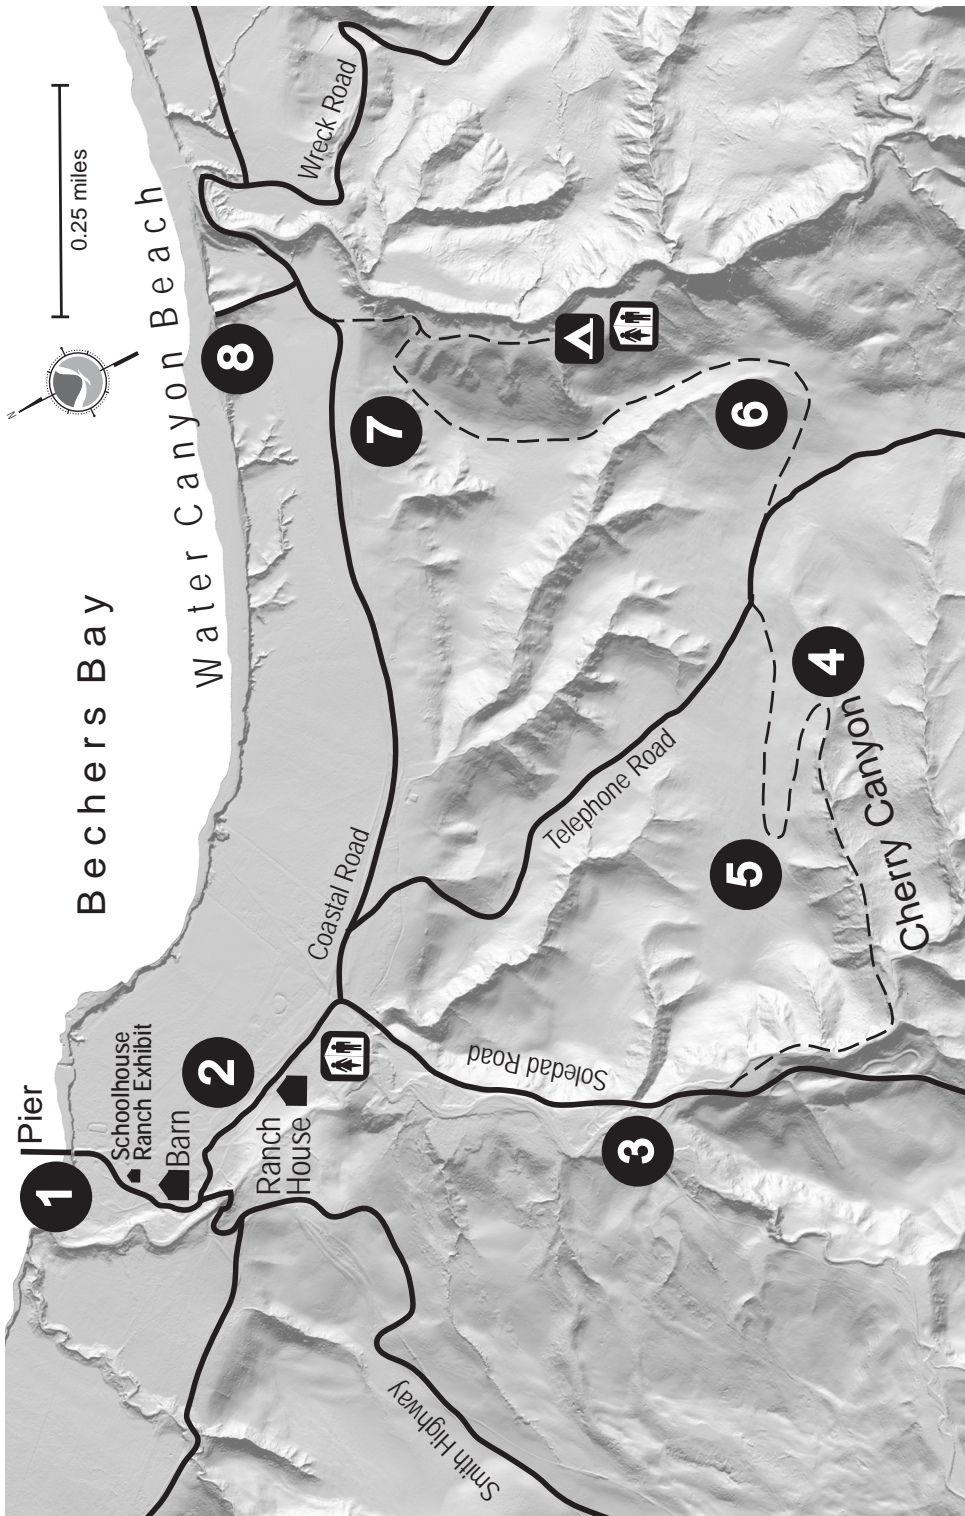 Pier
1
Schoolhouse
Ranch Exhibit
Barn
2
Ranch
House
Bechers Bay
Water Canyon Beach
N
0.25 miles
Coastal Road
Soledad Road
3
Smith Highway
Telephone Road
4
5
Cherry Canyon
6
7
8
Wreck Road